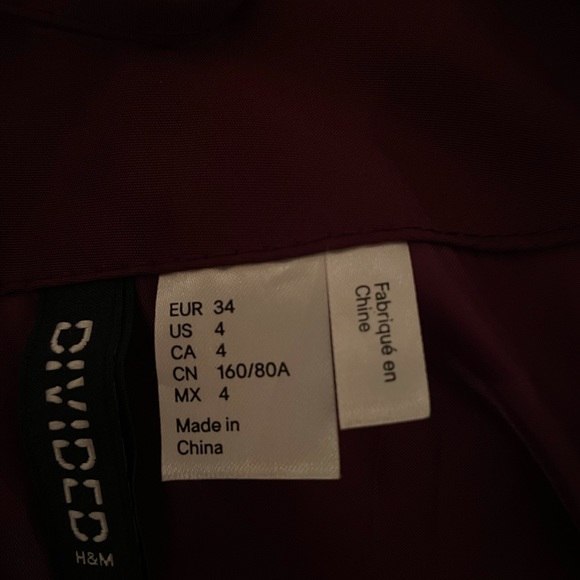 DIVIDED
H&M
EUR 34
US 4
CA 4
CN 160/80A
MX 4
Made in
China
Fabriqué en
Chine